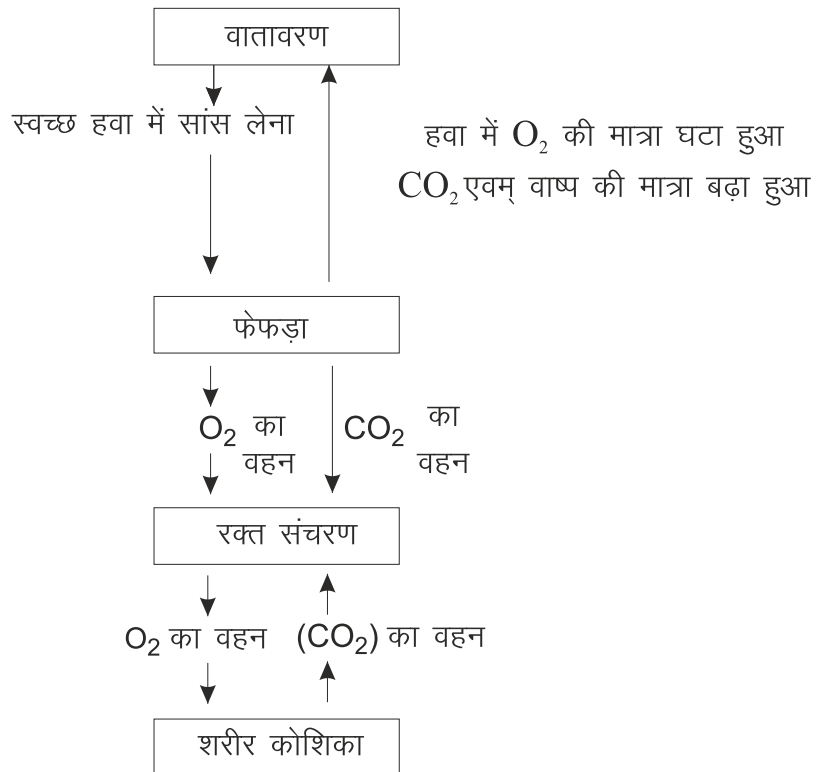 वातावरण
स्वच्छ हवा में सांस लेना
हवा में O₂ की मात्रा घटा हुआ
CO₂ एवम् वाष्प की मात्रा बढ़ा हुआ
फेफड़ा
O₂ का
वहन
CO₂ का
वहन
रक्त संचरण
O₂ का वहन
(CO₂) का वहन
शरीर कोशिका